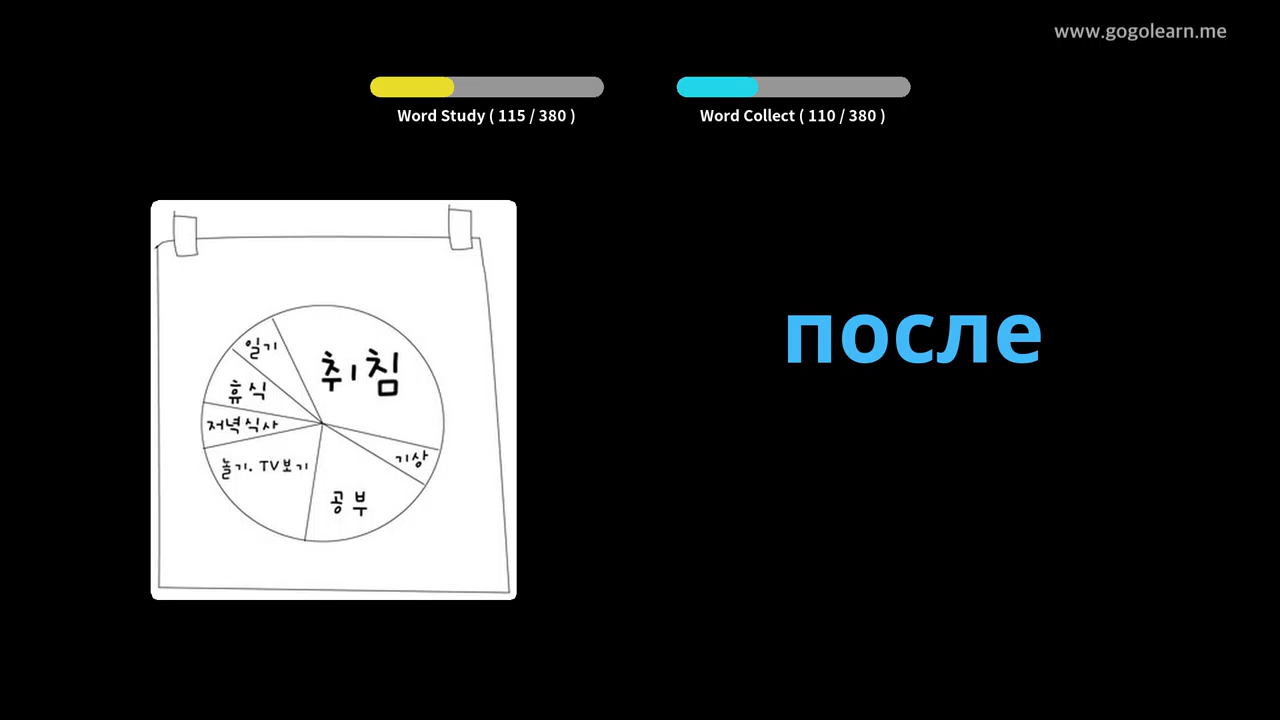 www.gogolearn.me
Word Study ( 115 / 380 )
Word Collect ( 110 / 380 )
после
취침
일기
휴식
저녁식사
놀기. TV보기
공부
기상